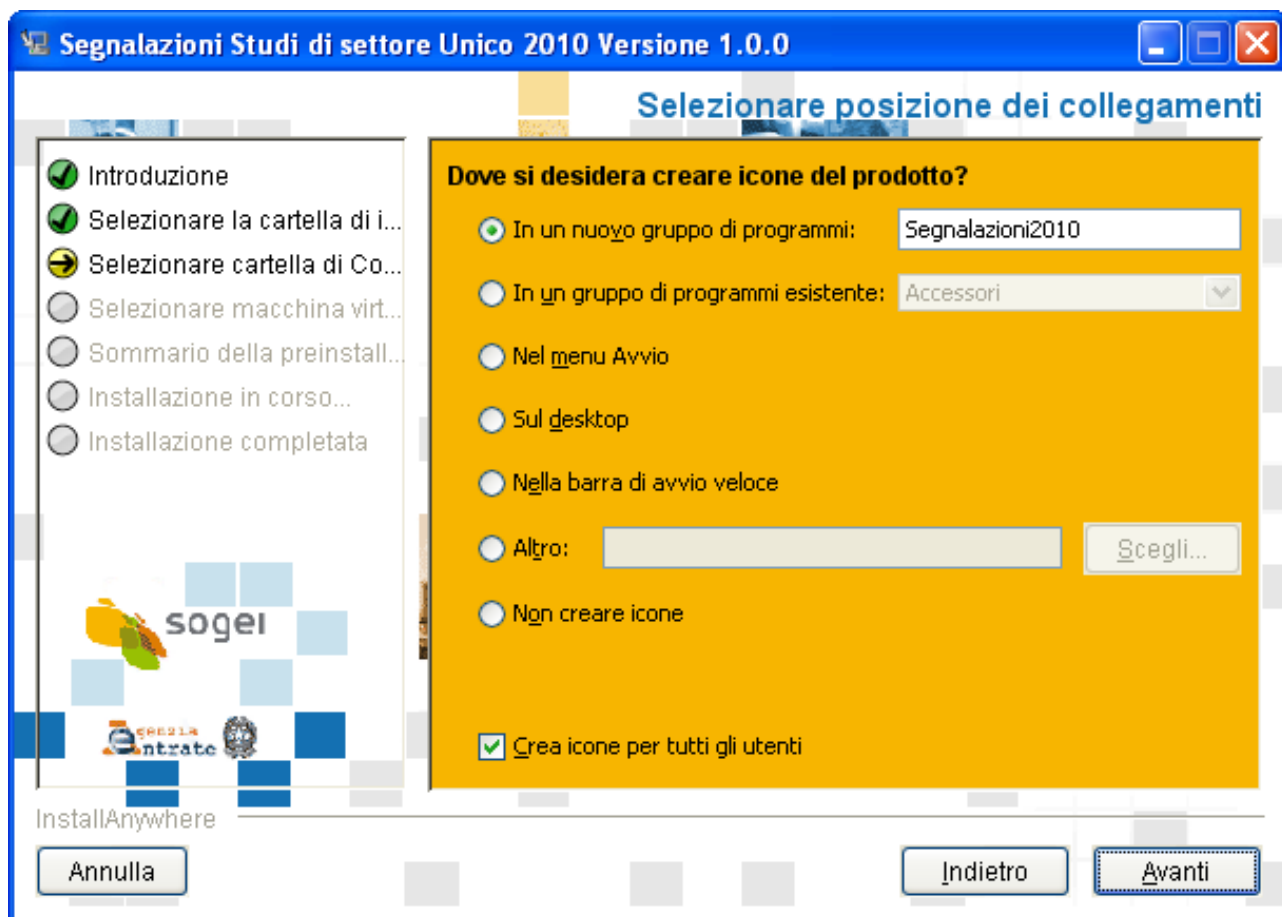 Segnalazioni Studi di settore Unico 2010 Versione 1.0.0
Selezionare posizione dei collegamenti
Introduzione
Selezionare la cartella di i...
Selezionare cartella di Co...
Selezionare macchina virt...
Sommario della preinstall...
Installazione in corso...
Installazione completata
sogei
Agenzia
Entrate
Dove si desidera creare icone del prodotto?
In un nuovo gruppo di programmi: Segnalazioni2010
In un gruppo di programmi esistente: Accessori
Nel menu Avvio
Sul desktop
Nella barra di avvio veloce
Altro: Scegli...
Non creare icone
Crea icone per tutti gli utenti
InstallAnywhere
Annulla Indietro Avanti